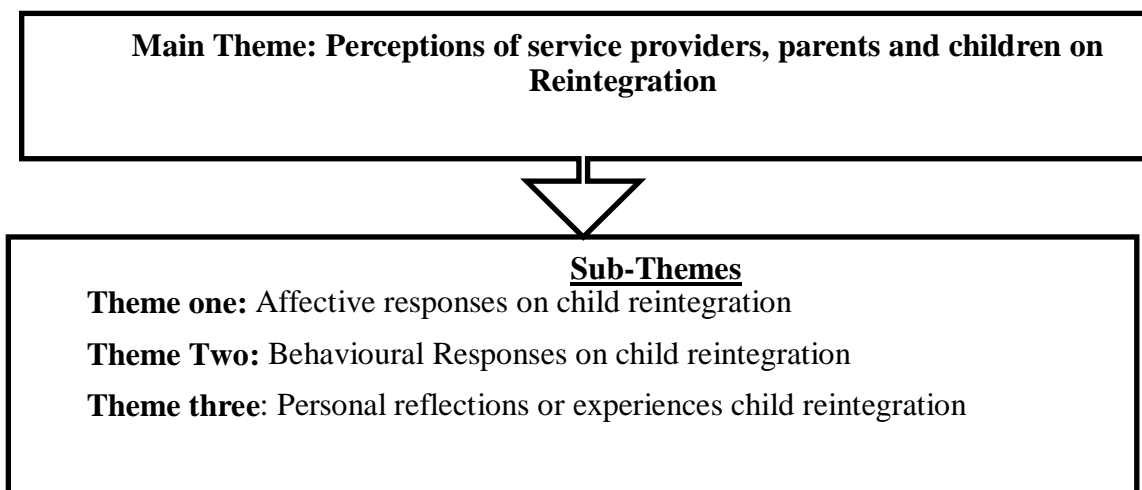 Main Theme: Perceptions of service providers, parents and children on
Reintegration
Sub-Themes
Theme one: Affective responses on child reintegration
Theme Two: Behavioural Responses on child reintegration
Theme three: Personal reflections or experiences child reintegration